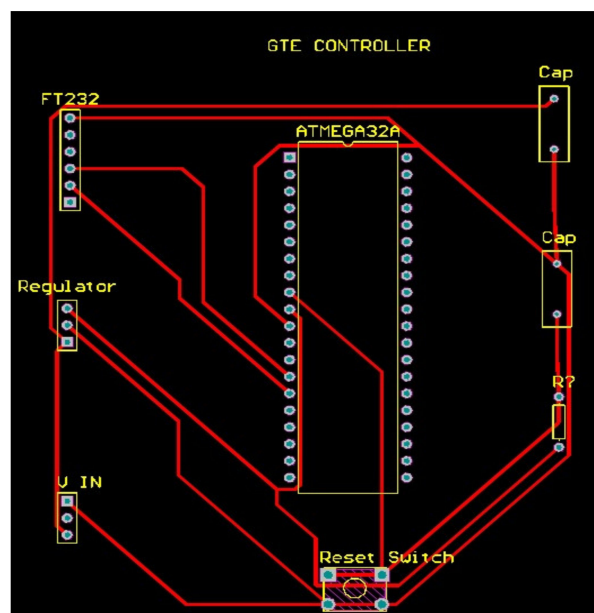 GTE CONTROLLER
Cap
FT232
ATMEGA32A
Cap
Regulator
R?
V IN
Reset Switch